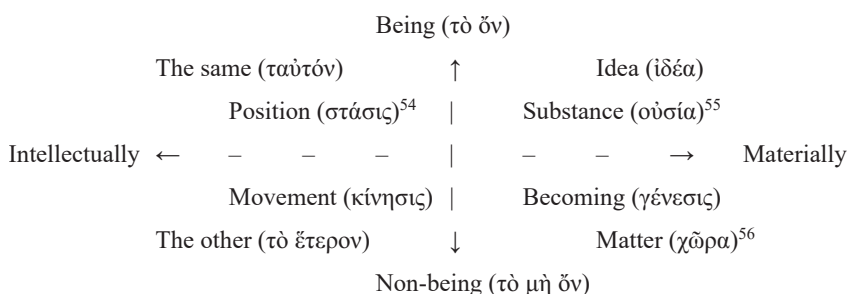 Being (τὸ ὄν)
The same (ταὐτόν) ↑ Idea (ἰδέα)
Position (στάσις)54 | Substance (οὐσία)55
Intellectually ← – – – | – – → Materially
Movement (κίνησις) | Becoming (γένεσις)
The other (τὸ ἕτερον) ↓ Matter (χῶρα)56
Non-being (τὸ μὴ ὄν)